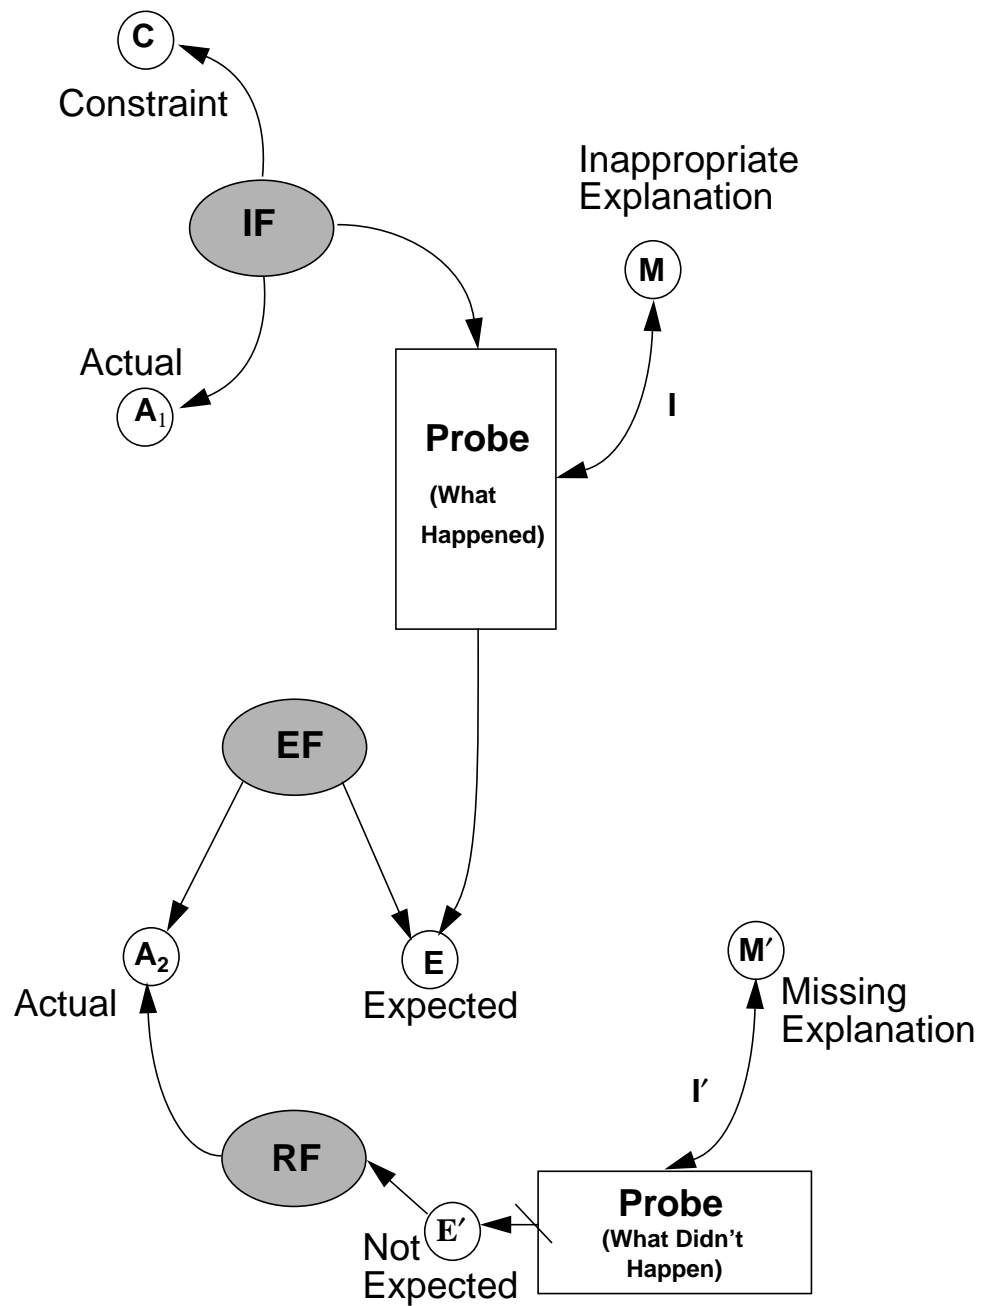 C
Constraint
IF
Inappropriate
Explanation
M
Actual
A₁
I
Probe
(What
Happened)
EF
A₂
Actual
E
Expected
M′
Missing
Explanation
I′
RF
E′
Not
Expected
Probe
(What Didn't
Happen)